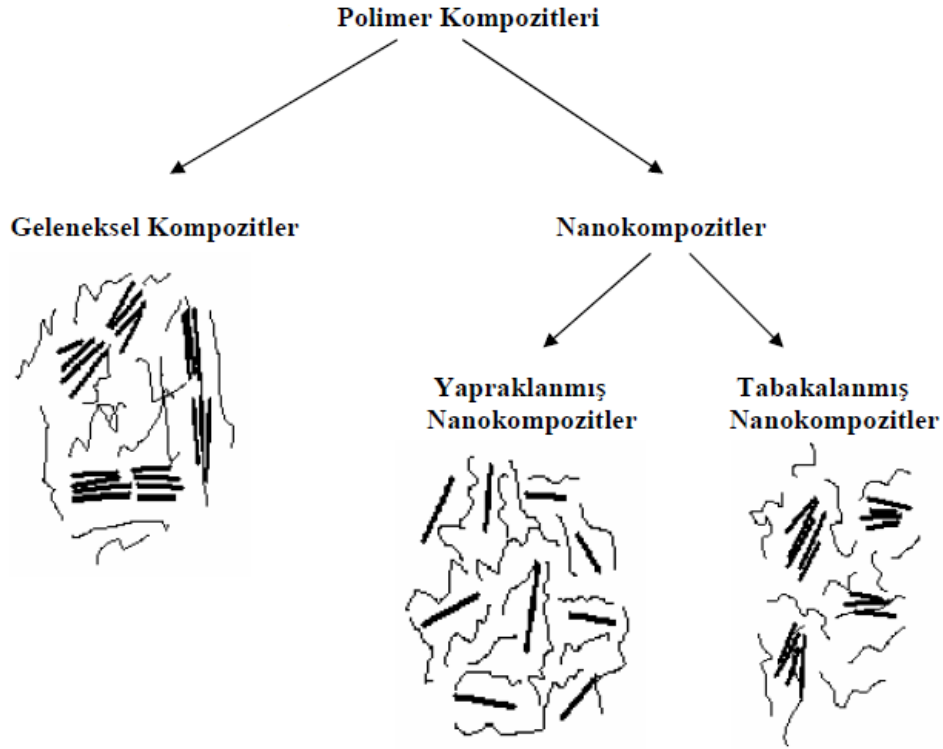 Polimer Kompozitleri
Geleneksel Kompozitler
Nanokompozitler
Yapraklanmış
Nanokompozitler
Tabakalanmış
Nanokompozitler